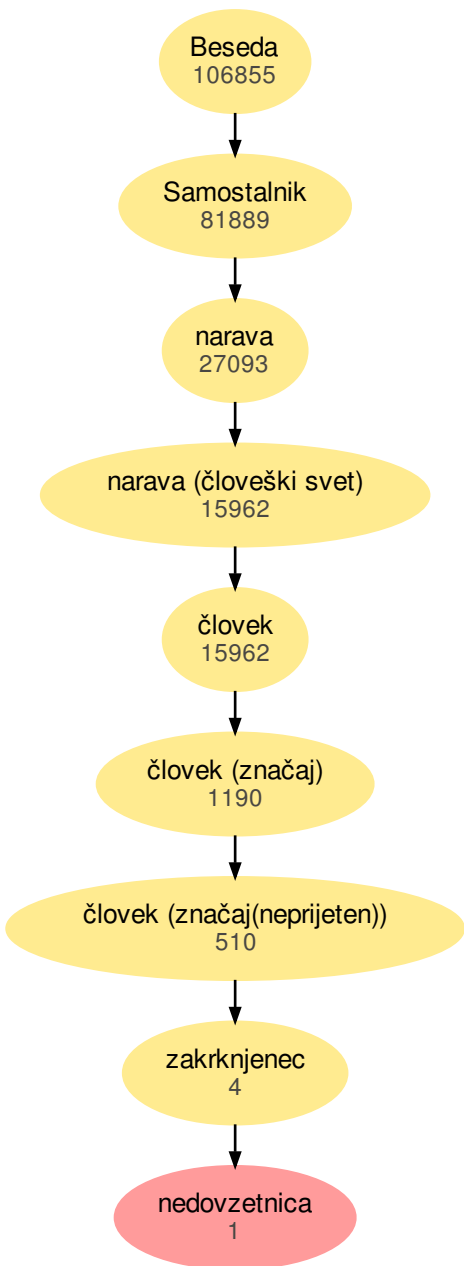 Beseda
106855
Samostalnik
81889
narava
27093
narava (človeški svet)
15962
človek
15962
človek (značaj)
1190
človek (značaj(neprijeten))
510
zakrknjenec
4
nedovzetnica
1